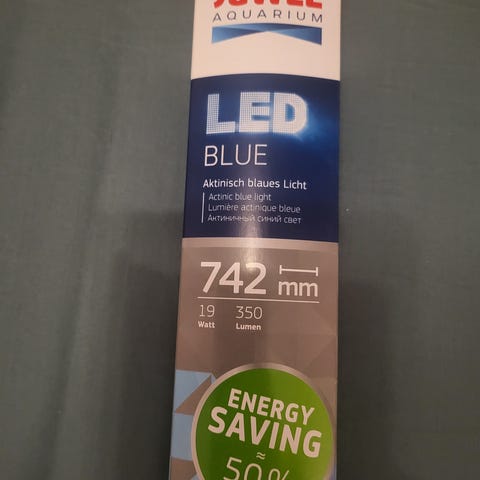 JUWEL
AQUARIUM
LED
BLUE
Aktinisch blaues Licht
Actinic blue light
Lumière actinique bleue
Актиничный синий свет
742 mm
19 350
Watt Lumen
ENERGY
SAVING
≈
50%